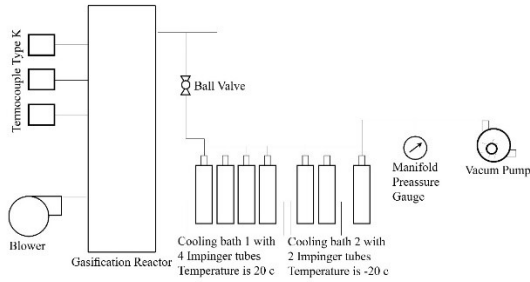 Termocouple Type K
Ball Valve
Manifold
Preassure
Gauge
Vacum Pump
Blower
Gasification Reactor
Cooling bath 1 with
4 Impinger tubes
Temperature is 20 c
Cooling bath 2 with
2 Impinger tubes
Temperature is -20 c